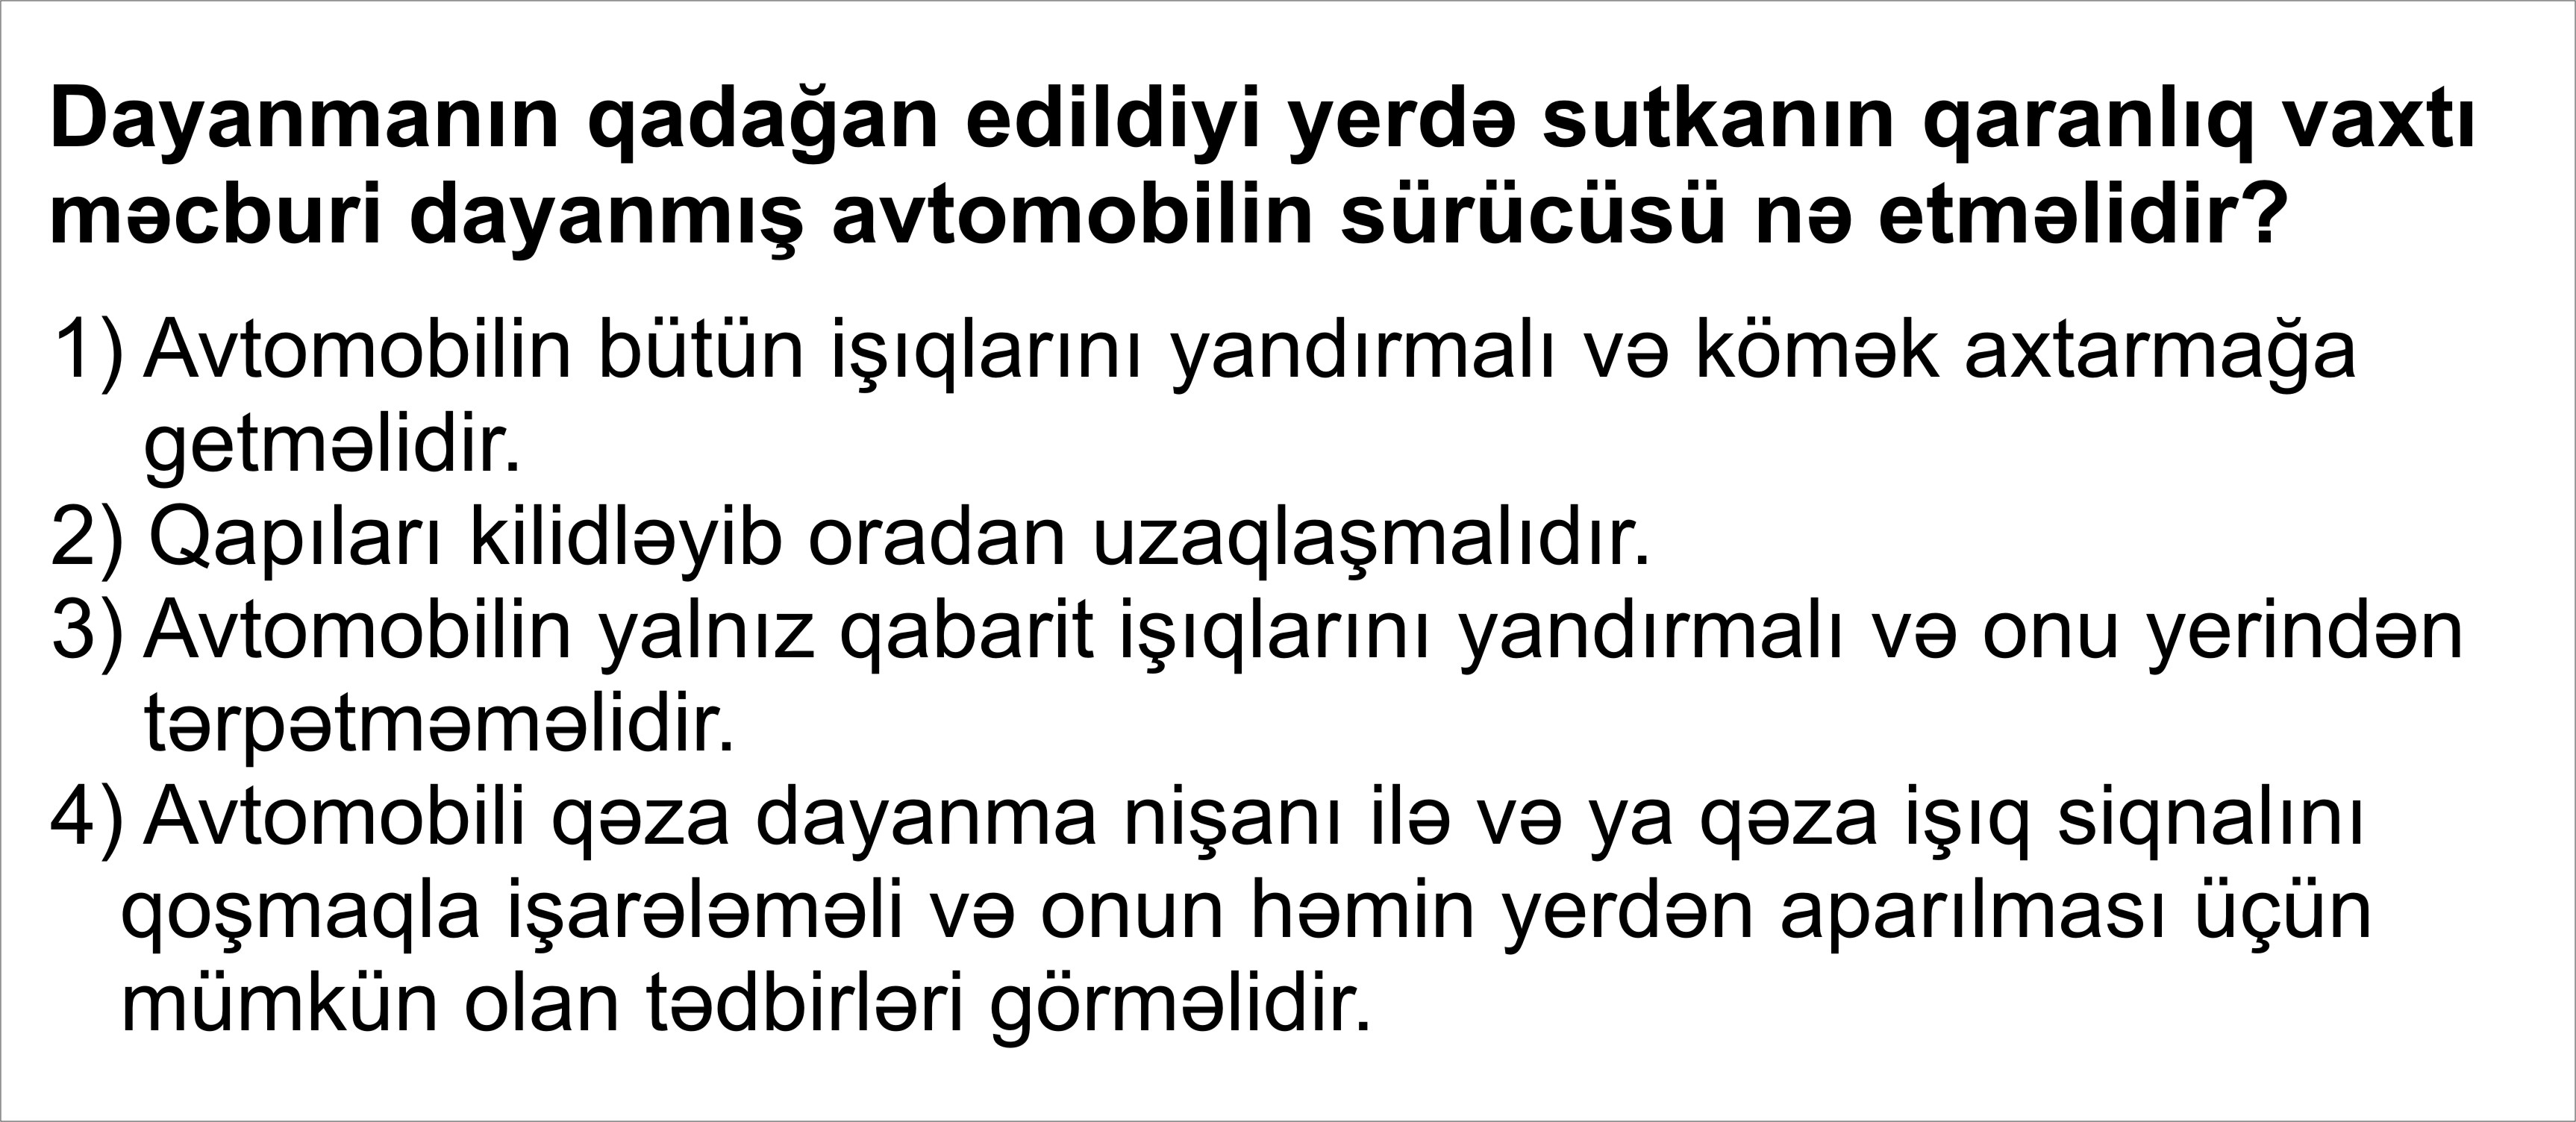 Dayanmanın qadağan edildiyi yerdə sutkanın qaranlıq vaxtı
məcburi dayanmış avtomobilin sürücüsü nə etməlidir?
1) Avtomobilin bütün işıqlarını yandırmalı və kömək axtarmağa
getməlidir.
2) Qapıları kilidləyib oradan uzaqlaşmalıdır.
3) Avtomobilin yalnız qabarit işıqlarını yandırmalı və onu yerindən
tərpətməməlidir.
4) Avtomobili qəza dayanma nişanı ilə və ya qəza işıq siqnalını
qoşmaqla işarələməli və onun həmin yerdən aparılması üçün
mümkün olan tədbirləri görməlidir.